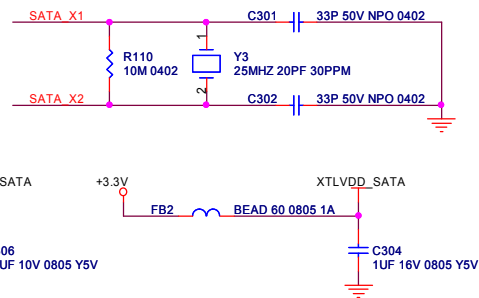 SATA_X1
C301
33P 50V NPO 0402
1
R110
10M 0402
Y3
25MHZ 20PF 30PPM
2
SATA_X2
C302
33P 50V NPO 0402
SATA
+3.3V
XTLVDD_SATA
FB2
BEAD 60 0805 1A
06
UF 10V 0805 Y5V
C304
1UF 16V 0805 Y5V